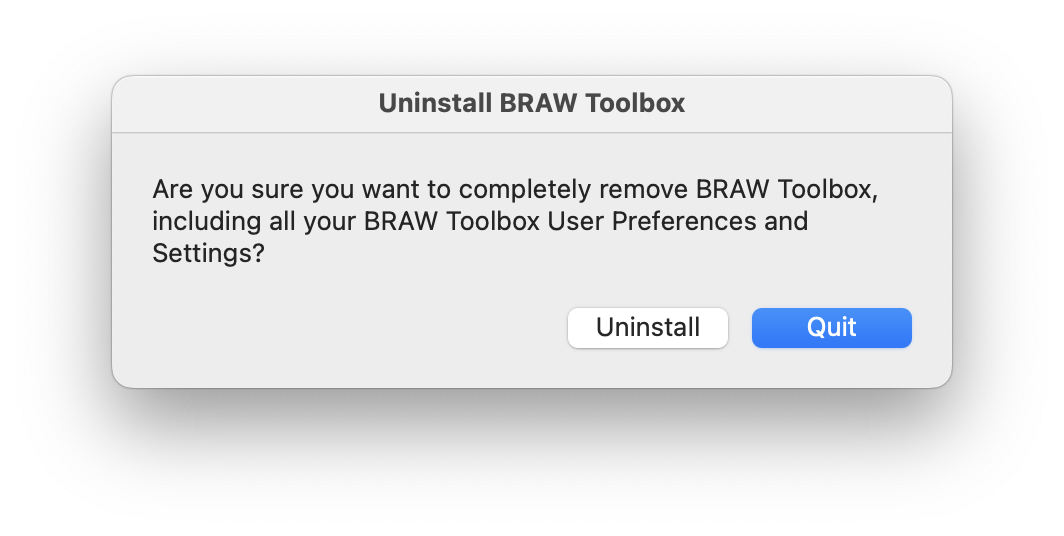 Uninstall BRAW Toolbox
Are you sure you want to completely remove BRAW Toolbox,
including all your BRAW Toolbox User Preferences and
Settings?
Uninstall
Quit